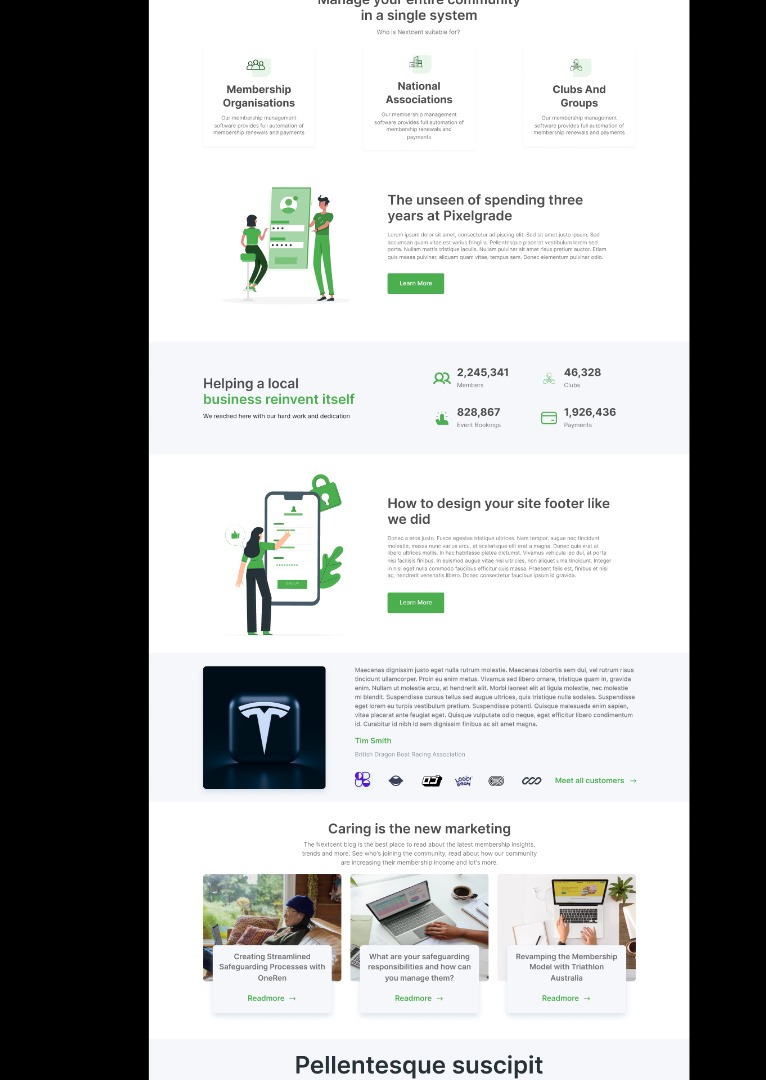 Manage your entire community
in a single system
Who is Nextcent suitable for?
Membership
Organisations
Our membership management
software provides full automation of
membership renewals and payments
National
Associations
Our membership management
software provides full automation of
membership renewals and
payments
Clubs And
Groups
Our membership management
software provides full automation of
membership renewals and payments
The unseen of spending three
years at Pixelgrade
Lorem ipsum dolor sit amet, consectetur adipiscing elit. Sed sit amet justo ipsum. Sed
accumsan quam vitae est varius fringilla. Pellentesque placerat vestibulum lorem sed
porta. Nullam mattis tristique iaculis. Nullam pulvinar sit amet risus pretium auctor. Etiam
quis massa pulvinar, aliquam quam vitae, tempus sem. Donec elementum pulvinar odio.
Learn More
Helping a local
business reinvent itself
We reached here with our hard work and dedication
2,245,341
Members
46,328
Clubs
828,867
Event Bookings
1,926,436
Payments
How to design your site footer like
we did
Donec a eros justo. Fusce egestas tristique ultrices. Nam tempor, augue nec tincidunt
molestie, massa nunc varius arcu, at scelerisque elit erat a magna. Donec quis erat at
libero ultrices mollis. In hac habitasse platea dictumst. Vivamus vehicula leo dui, at porta
nisi facilisis finibus. In euismod augue vitae nisi ultricies, non aliquet urna tincidunt. Integer
in nisi eget nulla commodo faucibus efficitur quis massa. Praesent felis est, finibus et nisi
ac, hendrerit venenatis libero. Donec consectetur faucibus ipsum id gravida.
Learn More
Maecenas dignissim justo eget nulla rutrum molestie. Maecenas lobortis sem dui, vel rutrum risus
tincidunt ullamcorper. Proin eu enim metus. Vivamus sed libero ornare, tristique quam in, gravida
enim. Nullam ut molestie arcu, at hendrerit elit. Morbi laoreet elit at ligula molestie, nec molestie
mi blandit. Suspendisse cursus tellus sed augue ultrices, quis tristique nulla sodales. Suspendisse
eget lorem eu turpis vestibulum pretium. Suspendisse potenti. Quisque malesuada enim sapien,
vitae placerat ante feugiat eget. Quisque vulputate odio neque, eget efficitur libero condimentum
id. Curabitur id nibh id sem dignissim finibus ac sit amet magna.
Tim Smith
British Dragon Boat Racing Association
Meet all customers →
Caring is the new marketing
The Nextcent blog is the best place to read about the latest membership insights,
trends and more. See who's joining the community, read about how our community
are increasing their membership income and lot's more.
Creating Streamlined
Safeguarding Processes with
OneRen
Readmore →
What are your safeguarding
responsibilities and how can
you manage them?
Readmore →
Revamping the Membership
Model with Triathlon
Australia
Readmore →
Pellentesque suscipit